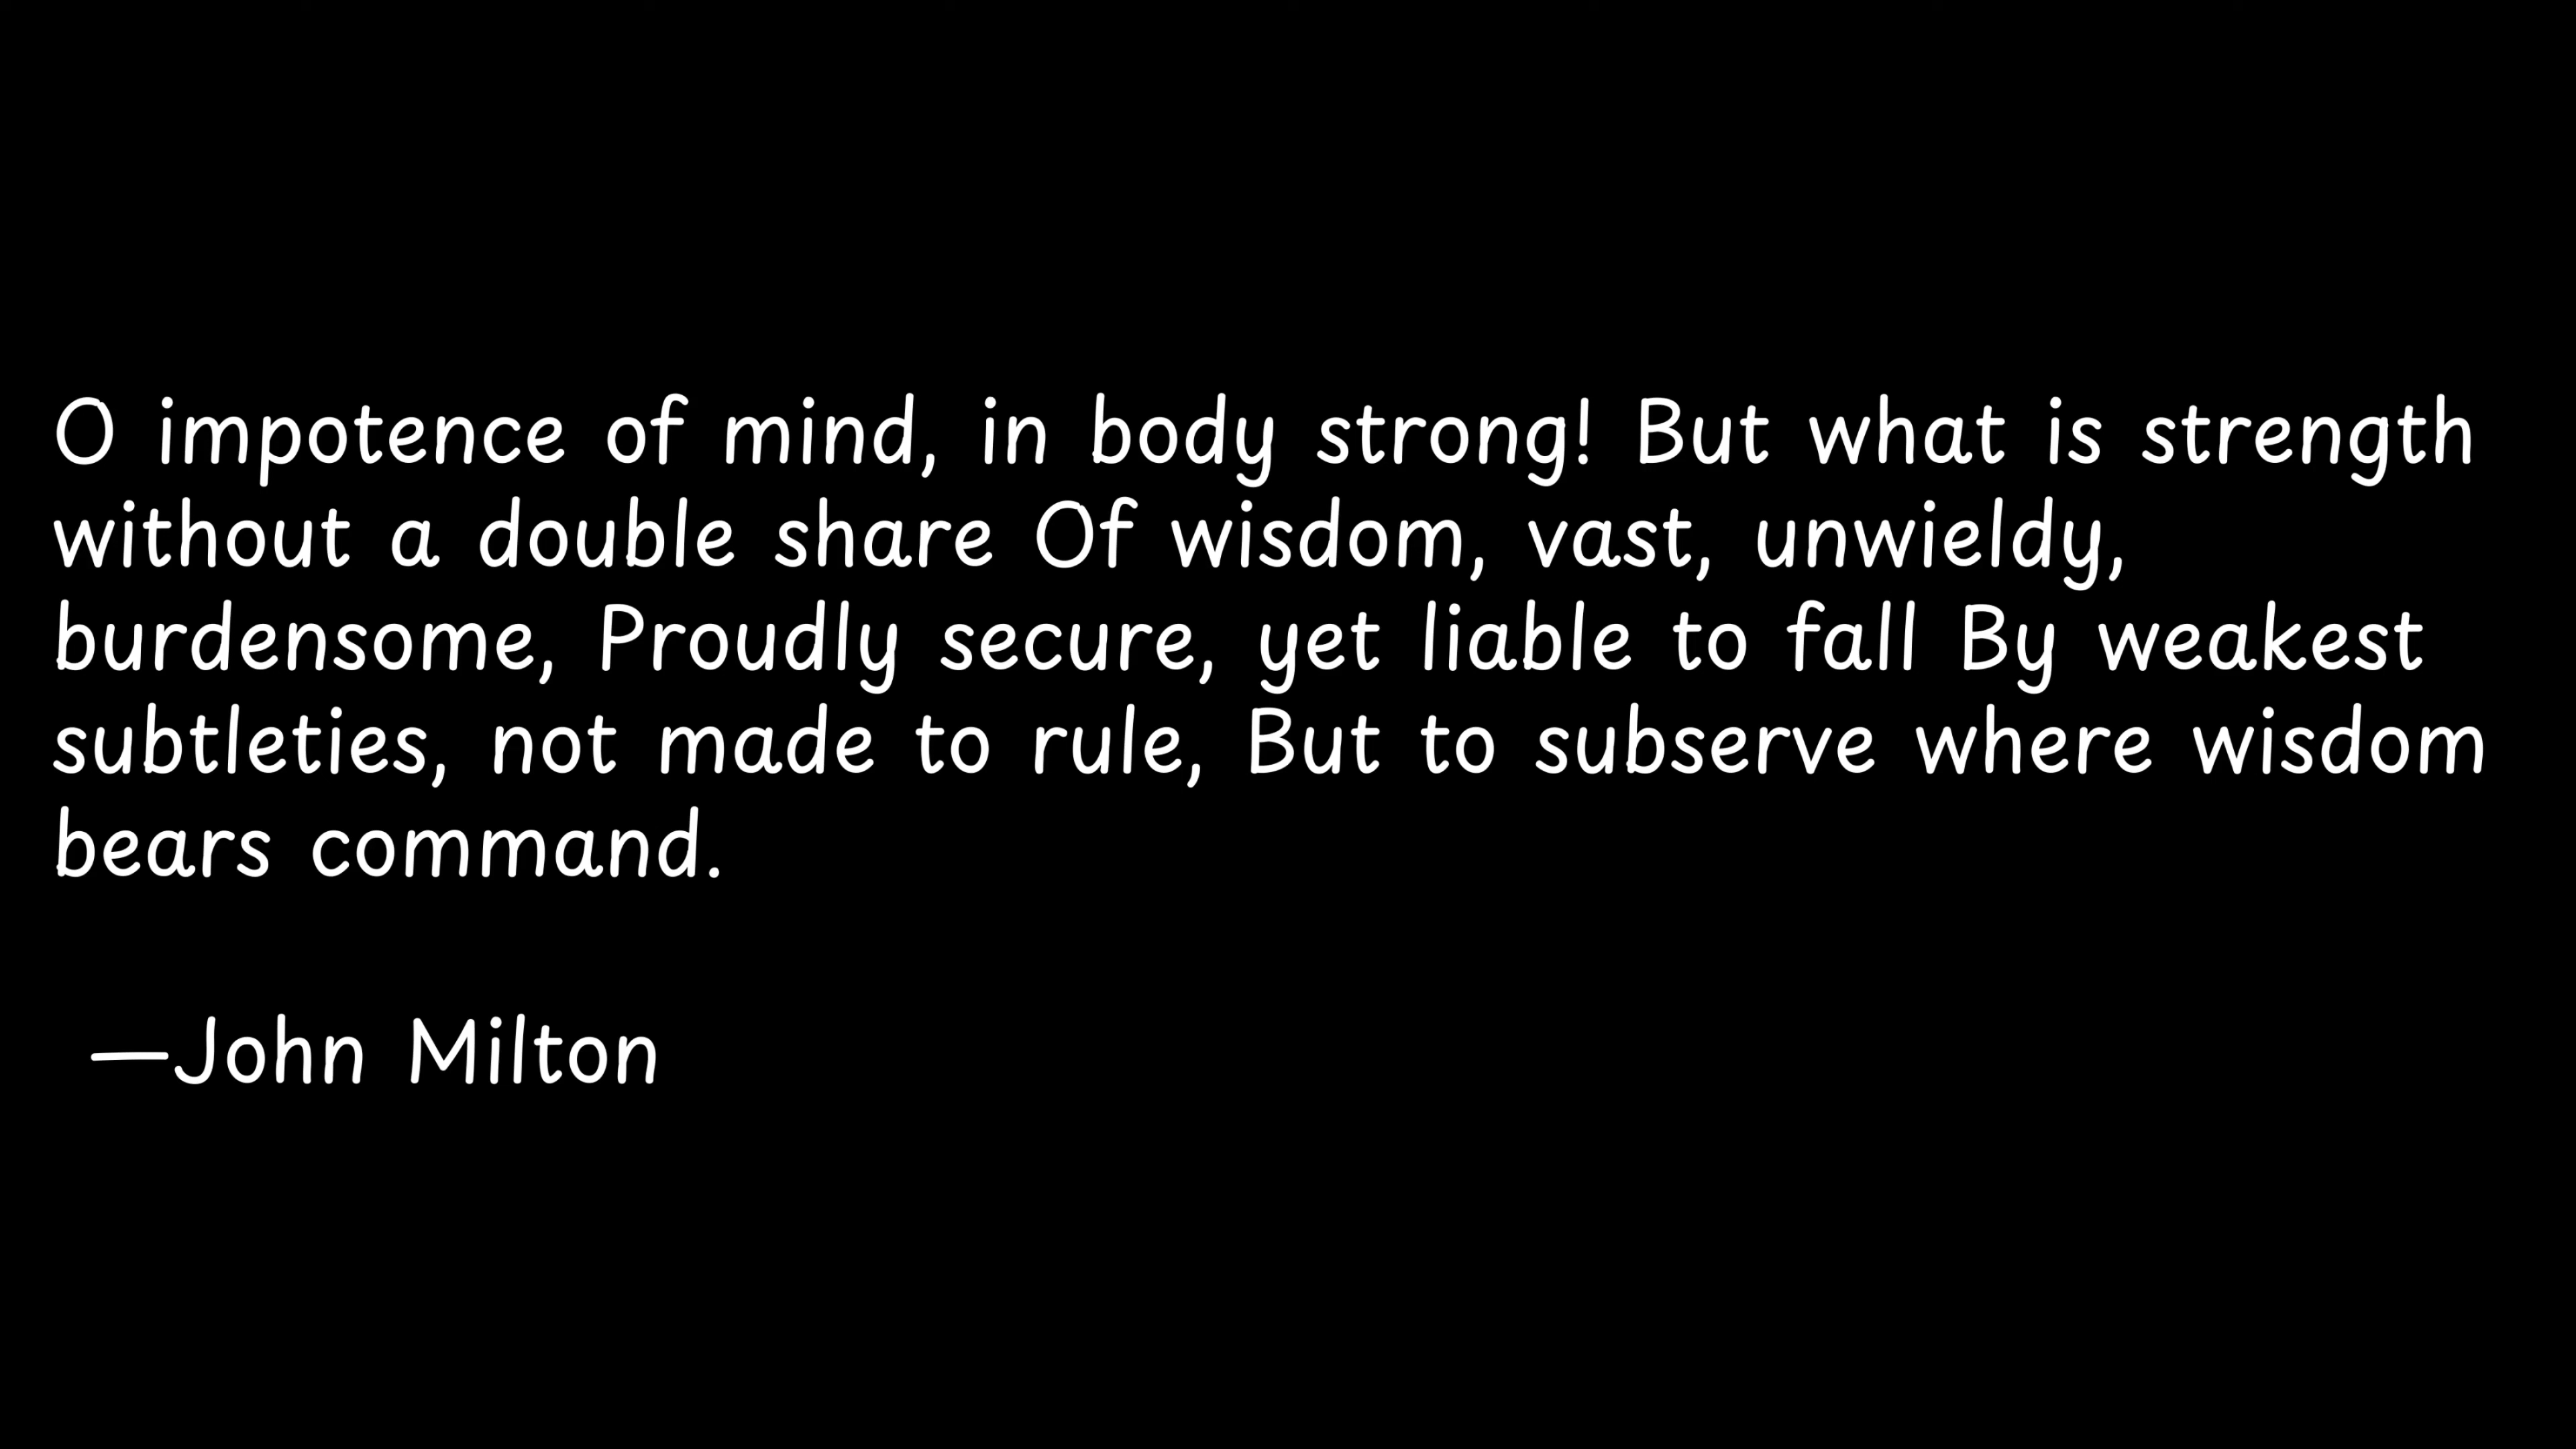 O impotence of mind, in body strong! But what is strength
without a double share Of wisdom, vast, unwieldy,
burdensome, Proudly secure, yet liable to fall By weakest
subtleties, not made to rule, But to subserve where wisdom
bears command.
—John Milton